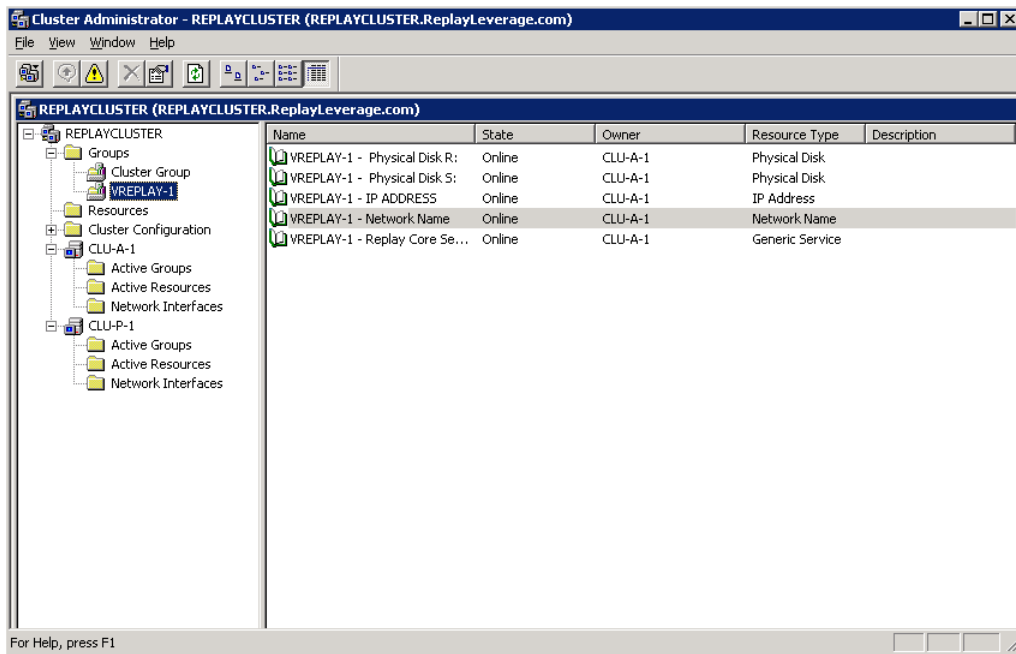 Cluster Administrator - REPLAYCLUSTER (REPLAYCLUSTER.ReplayLeverage.com)
File View Window Help
REPLAYCLUSTER (REPLAYCLUSTER.ReplayLeverage.com)
REPLAYCLUSTER
Groups
Cluster Group
VREPLAY-1
Resources
Cluster Configuration
CLU-A-1
Active Groups
Active Resources
Network Interfaces
CLU-P-1
Active Groups
Active Resources
Network Interfaces
Name State Owner Resource Type Description
VREPLAY-1 - Physical Disk R: Online CLU-A-1 Physical Disk
VREPLAY-1 - Physical Disk S: Online CLU-A-1 Physical Disk
VREPLAY-1 - IP ADDRESS Online CLU-A-1 IP Address
VREPLAY-1 - Network Name Online CLU-A-1 Network Name
VREPLAY-1 - Replay Core Se... Online CLU-A-1 Generic Service
For Help, press F1